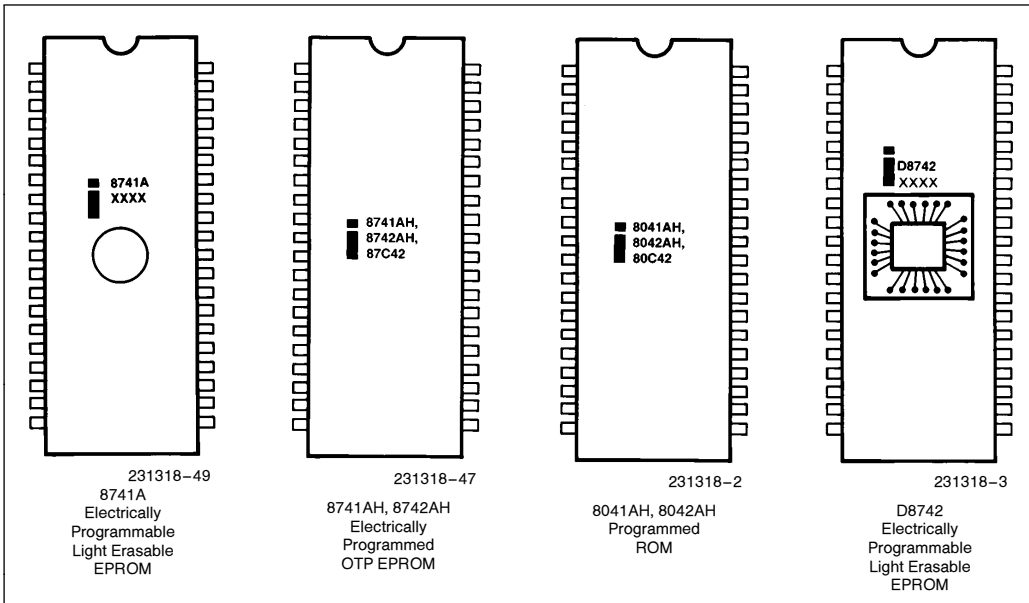 8741A
XXXX
231318–49
8741A
Electrically
Programmable
Light Erasable
EPROM
8741AH,
8742AH,
87C42
231318–47
8741AH, 8742AH
Electrically
Programmed
OTP EPROM
8041AH,
8042AH,
80C42
231318–2
8041AH, 8042AH
Programmed
ROM
D8742
XXXX
231318–3
D8742
Electrically
Programmable
Light Erasable
EPROM